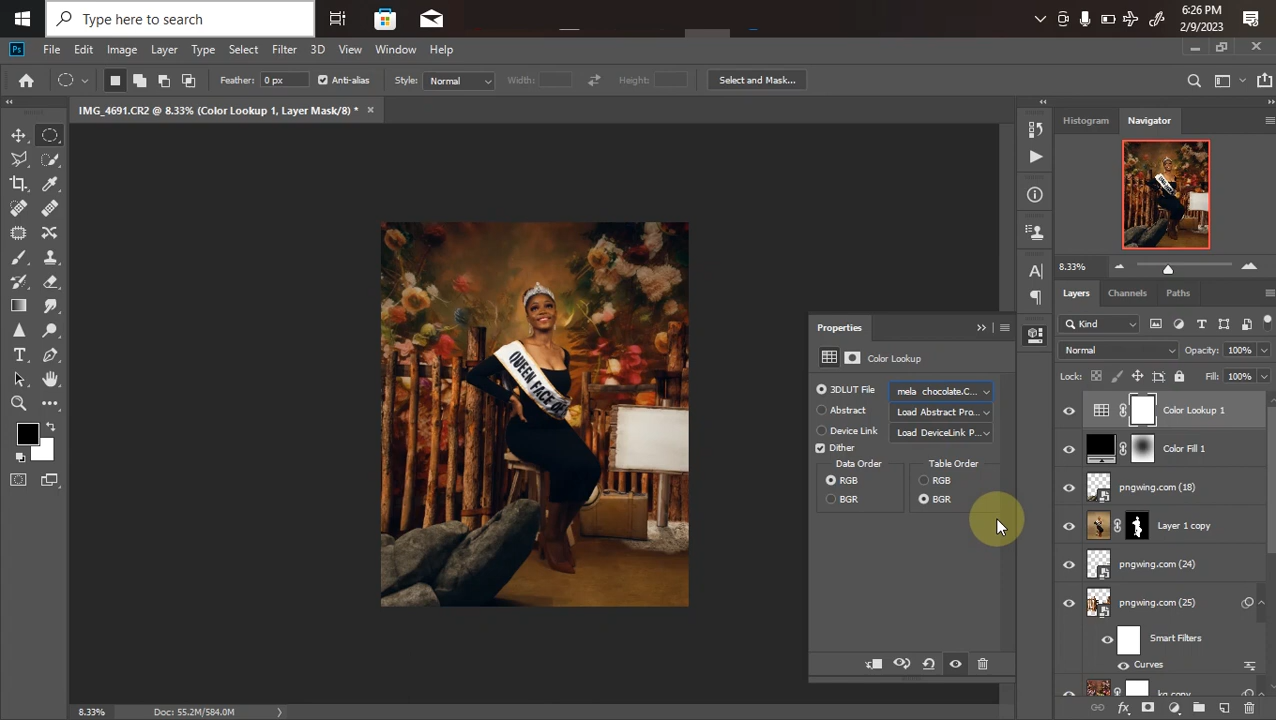 Type here to search
6:26 PM
2/9/2023
Ps
File Edit Image Layer Type Select Filter 3D View Window Help
Feather: 0 px Anti-alias Style: Normal Width: Height: Select and Mask...
IMG_4691.CR2 @ 8.33% (Color Lookup 1, Layer Mask/8) *
Histogram Navigator
8.33%
Layers Channels Paths
Kind
Normal Opacity: 100%
Lock: Fill: 100%
Color Lookup 1
Color Fill 1
pngwing.com (18)
Layer 1 copy
pngwing.com (24)
pngwing.com (25)
Smart Filters
Curves
kg copy
Properties
Color Lookup
3DLUT File mela chocolate.C...
Abstract Load Abstract Pro...
Device Link Load DeviceLink P...
Dither
Data Order Table Order
RGB RGB
BGR BGR
QUEEN FACE OF
8.33% Doc: 55.2M/584.0M